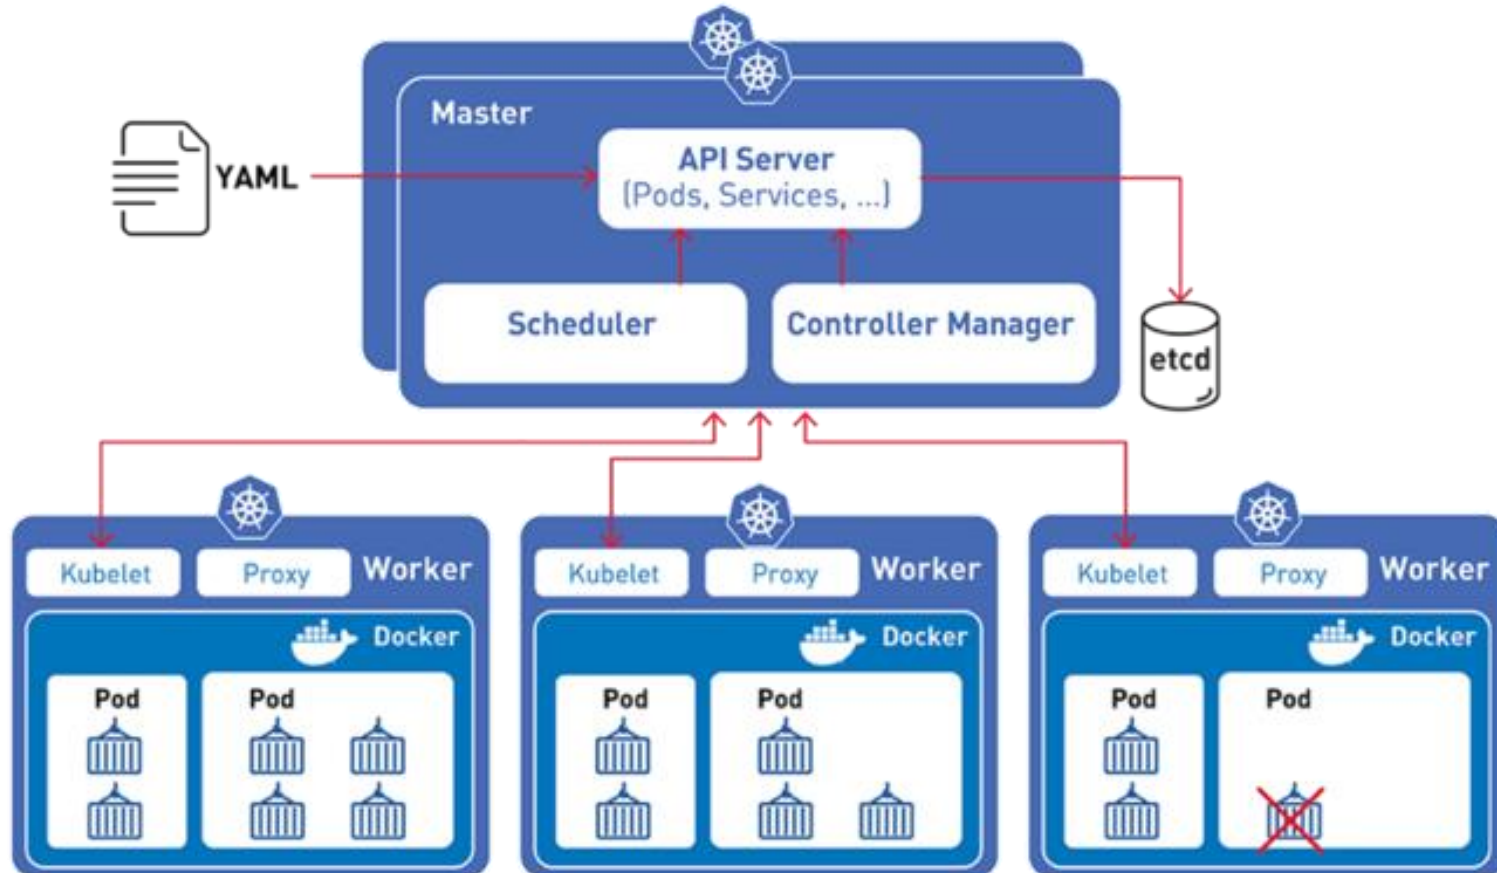 Master
YAML
API Server
(Pods, Services, ...)
Scheduler
Controller Manager
etcd
Kubelet
Proxy
Worker
Docker
Pod
Pod
Kubelet
Proxy
Worker
Docker
Pod
Pod
Kubelet
Proxy
Worker
Docker
Pod
Pod